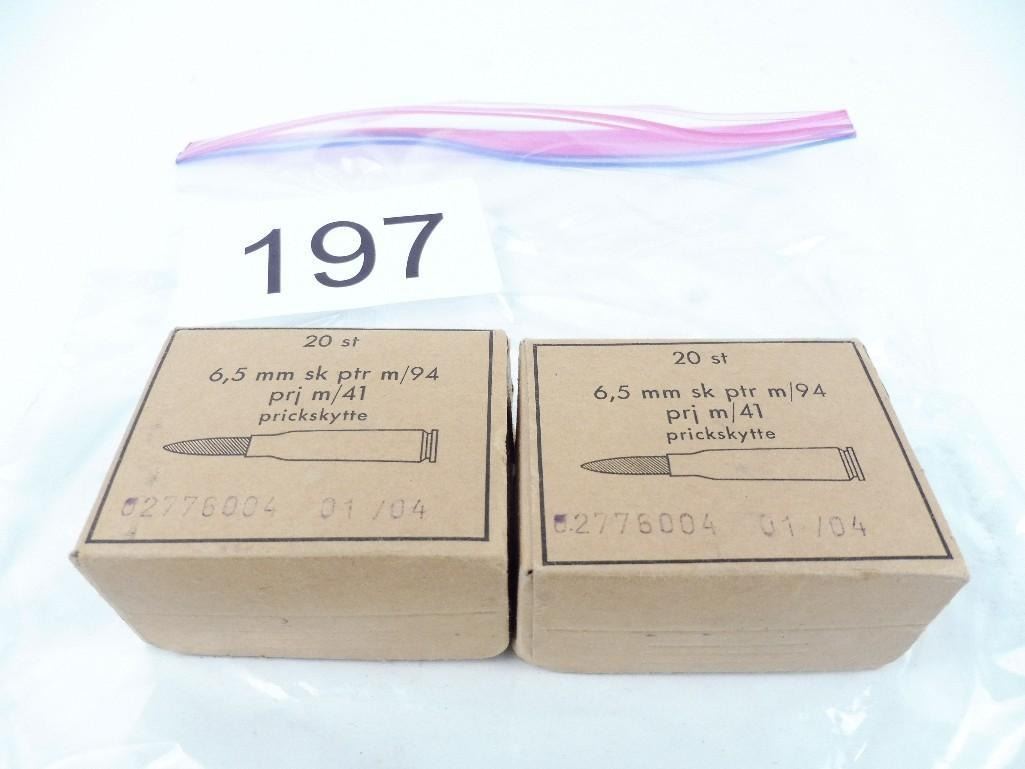 197
20 st
6,5 mm sk ptr m/94
prj m/41
prickskytte
02776004 01/04
20 st
6,5 mm sk ptr m/94
prj m/41
prickskytte
02776004 01/04